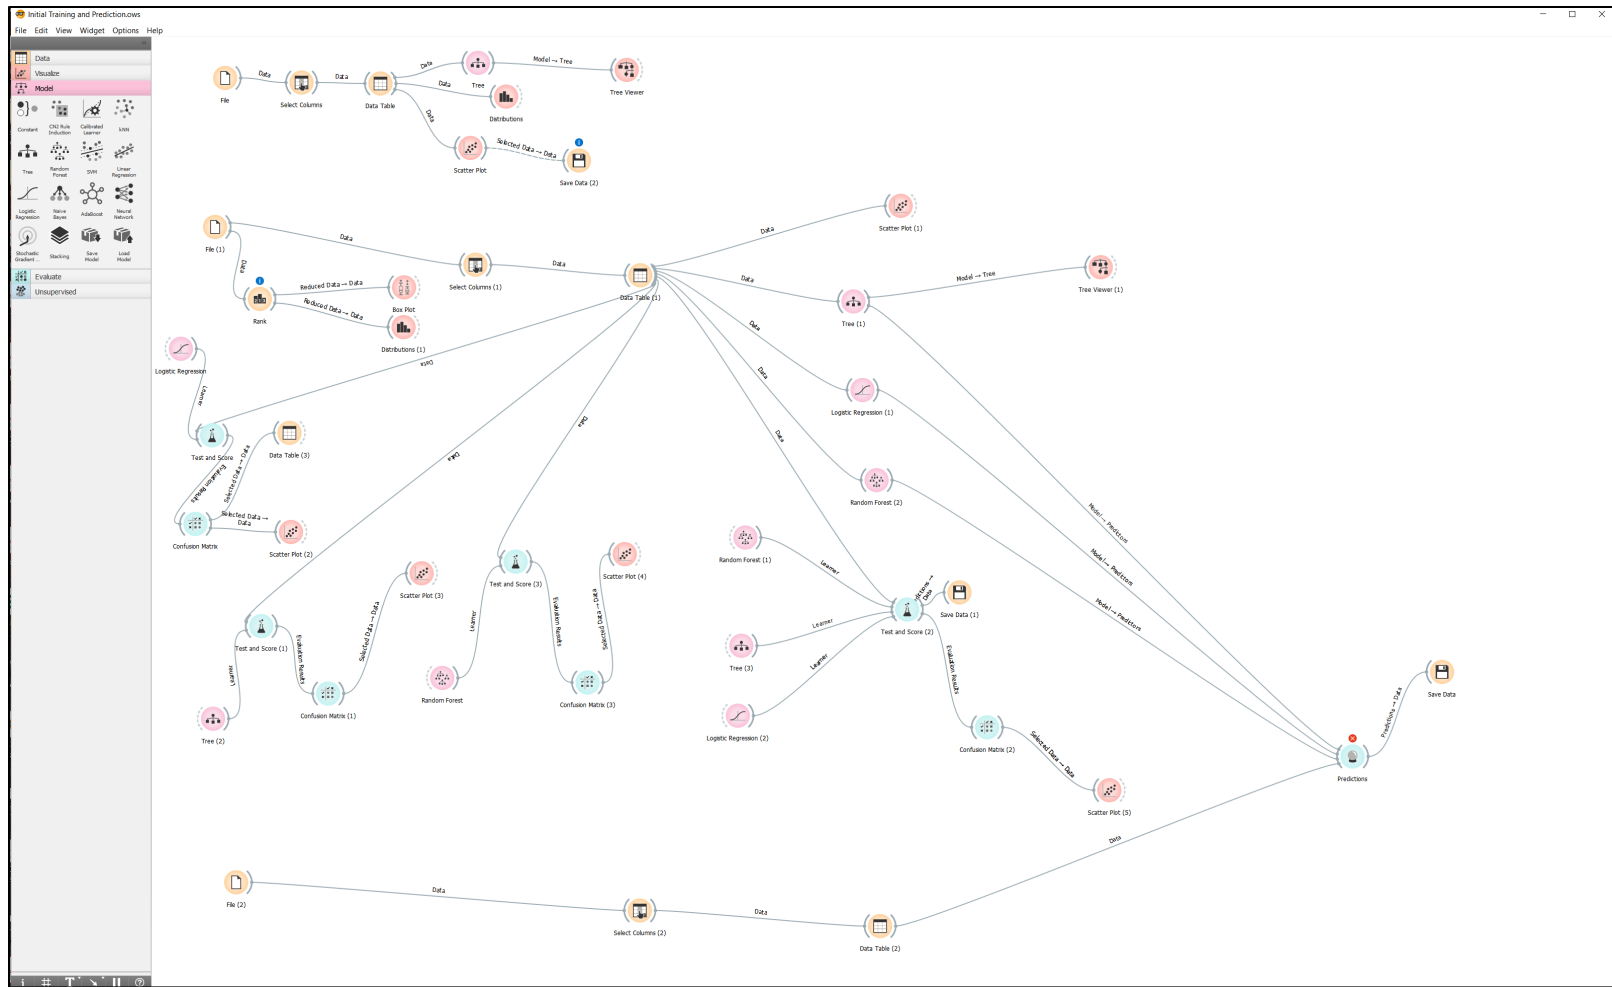 Initial Training and Prediction.ows
File Edit View Widget Options Help
Data
Visualize
Model
Constant
CN2 Rule Induction
Calibrated Learner
kNN
Tree
Random Forest
SVM
Linear Regression
Logistic Regression
Naive Bayes
AdaBoost
Neural Network
Stochastic Gradient ...
Stacking
Save Model
Load Model
Evaluate
Unsupervised
File
Data
Select Columns
Data
Data Table
Data
Tree
Model → Tree
Tree Viewer
Data
Distributions
Data
Scatter Plot
Selected Data → Data
Save Data (2)
File (1)
Data
Data
Rank
Reduced Data → Data
Box Plot
Reduced Data → Data
Distributions (1)
Select Columns (1)
Data
Data Table (1)
Data
Scatter Plot (1)
Data
Tree (1)
Model → Tree
Tree Viewer (1)
Data
Logistic Regression (1)
Data
Random Forest (2)
Data
Data
Data
Data
Logistic Regression
Learner
Test and Score
Evaluation Results
Confusion Matrix
Selected Data → Data
Data Table (3)
Selected Data →
Data
Scatter Plot (2)
Test and Score (1)
Learner
Tree (2)
Evaluation Results
Confusion Matrix (1)
Selected Data → Data
Scatter Plot (3)
Test and Score (3)
Learner
Random Forest
Evaluation Results
Confusion Matrix (3)
Selected Data → Data
Scatter Plot (4)
Random Forest (1)
Learner
Tree (3)
Learner
Logistic Regression (2)
Learner
Test and Score (2)
Data
Save Data (1)
Evaluation Results
Confusion Matrix (2)
Selected Data → Data
Scatter Plot (5)
Model → Predictors
Model → Predictors
Model → Predictors
Predictions
Predictions → Data
Save Data
File (2)
Data
Select Columns (2)
Data
Data Table (2)
Data